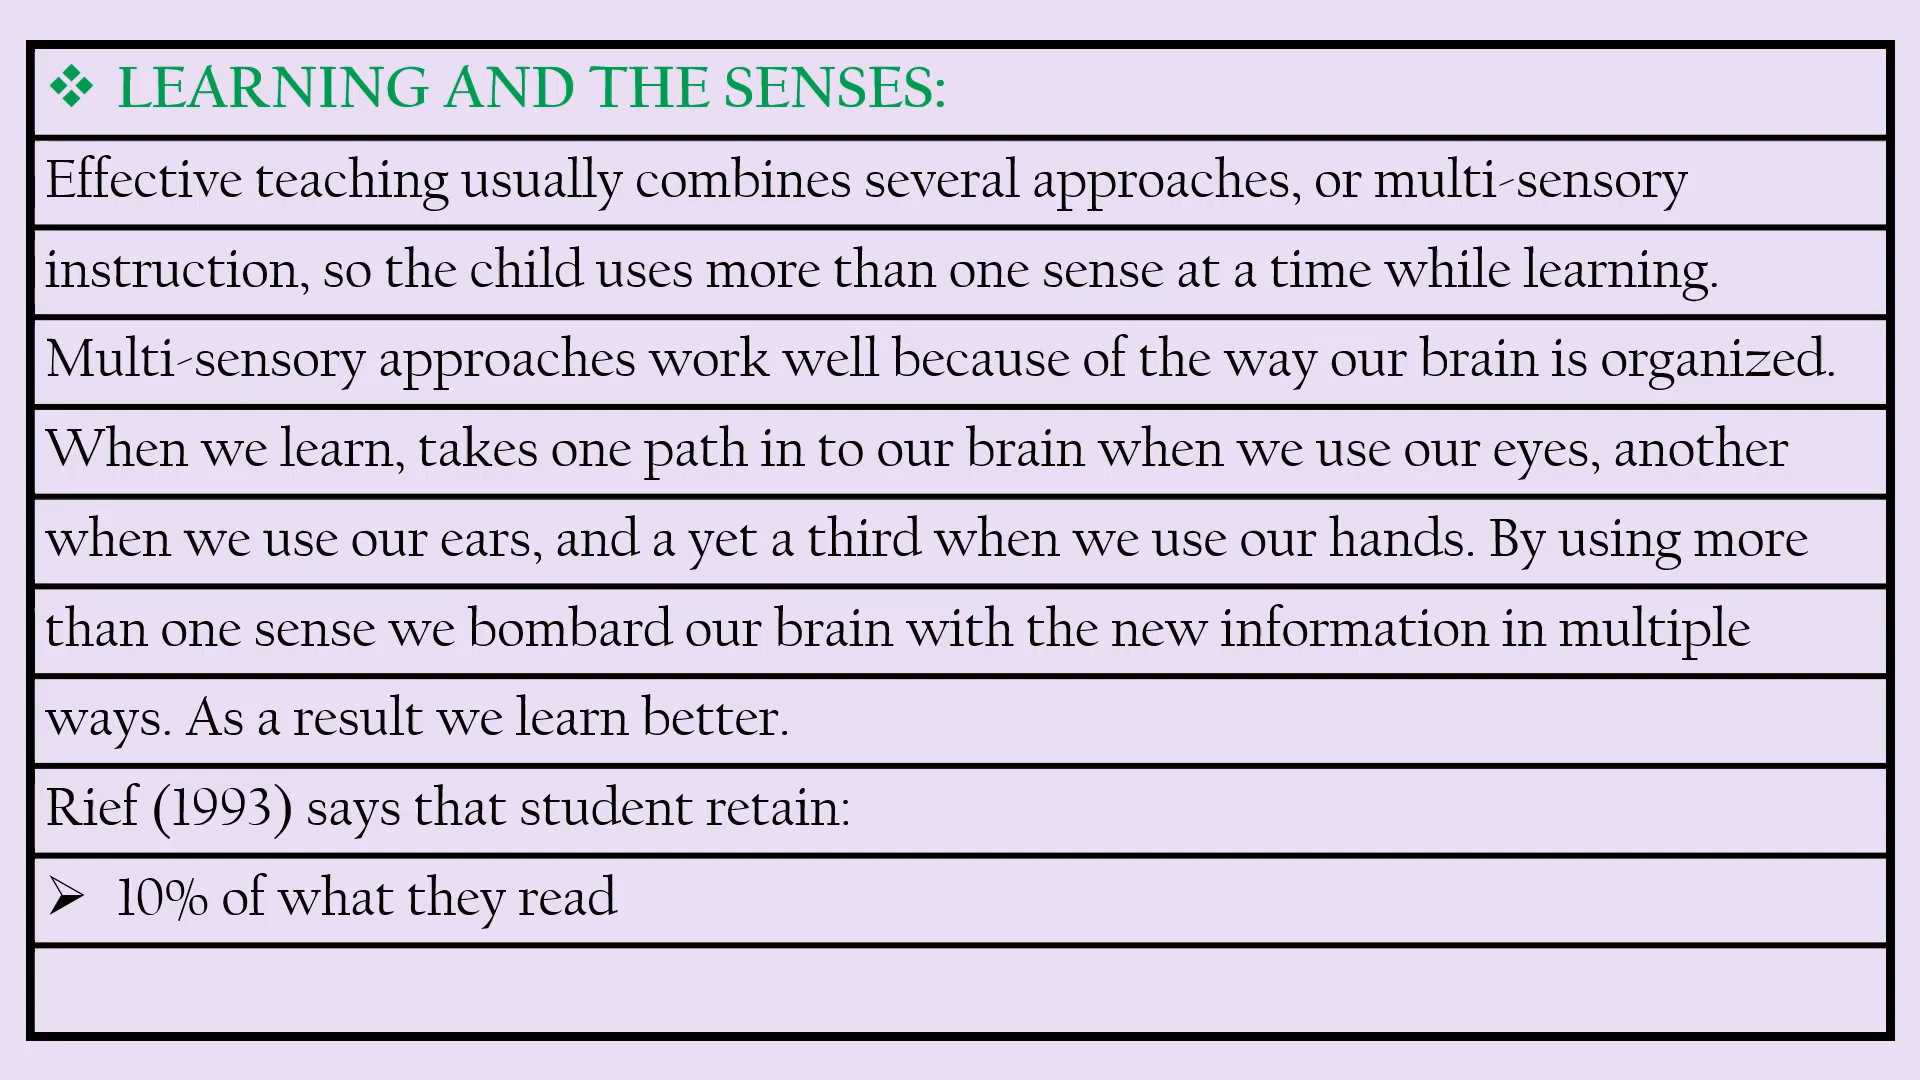 ❖ LEARNING AND THE SENSES:
Effective teaching usually combines several approaches, or multi-sensory
instruction, so the child uses more than one sense at a time while learning.
Multi-sensory approaches work well because of the way our brain is organized.
When we learn, takes one path in to our brain when we use our eyes, another
when we use our ears, and a yet a third when we use our hands. By using more
than one sense we bombard our brain with the new information in multiple
ways. As a result we learn better.
Rief (1993) says that student retain:
➢ 10% of what they read